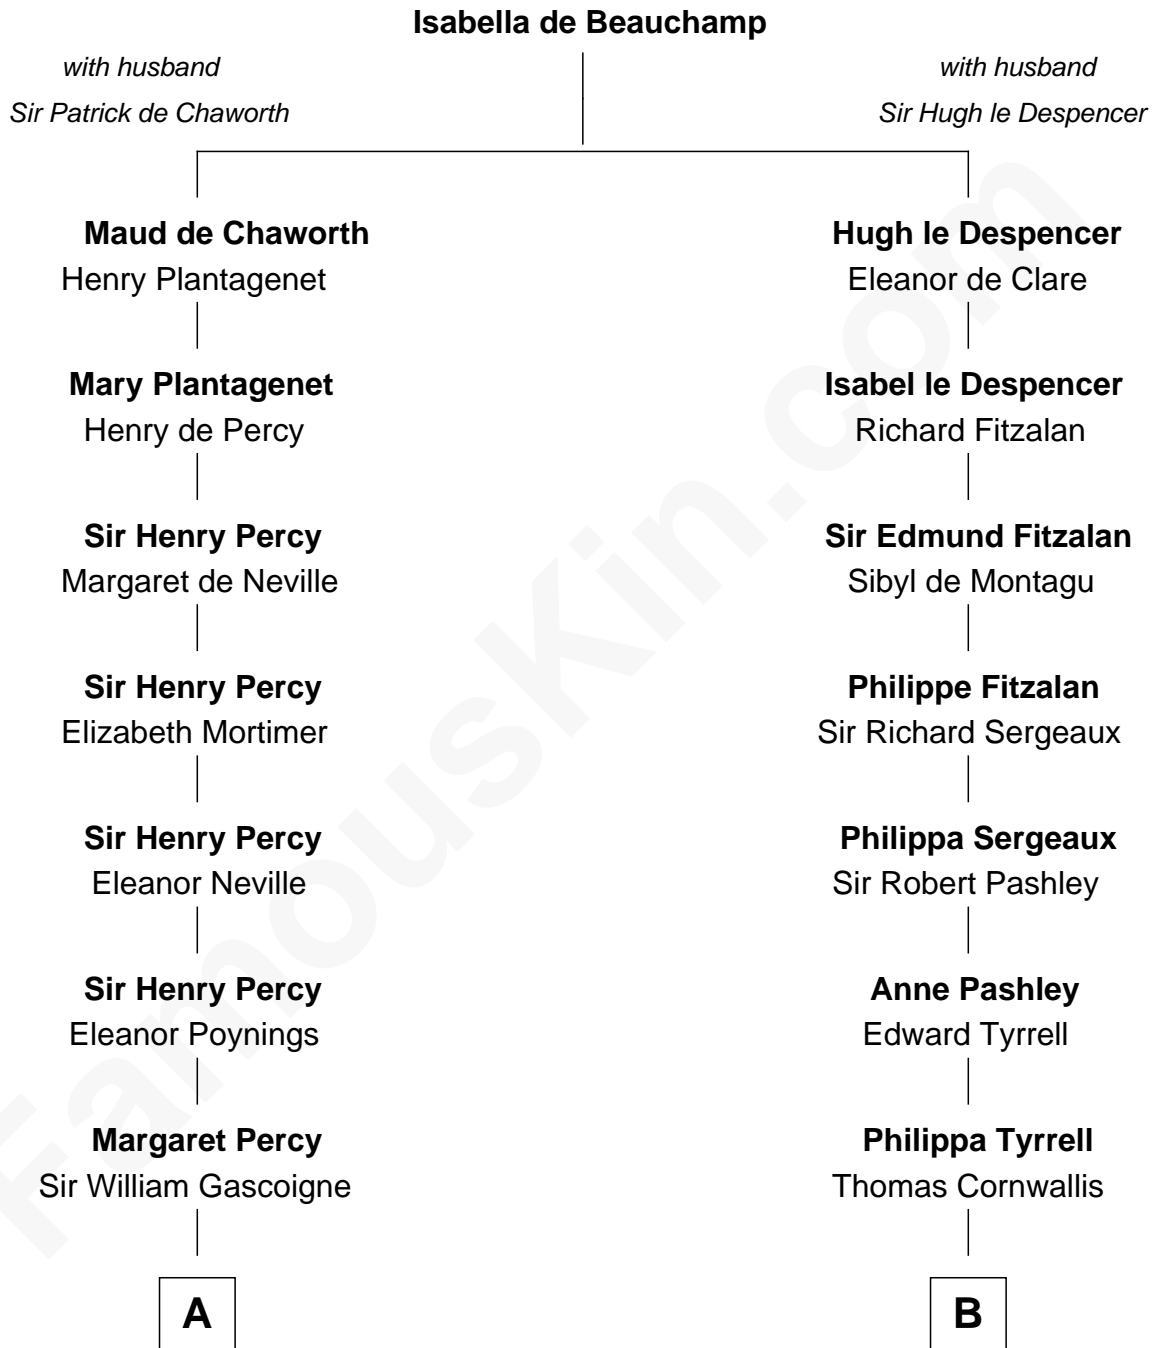 Isabella de Beauchamp
with husband
Sir Patrick de Chaworth
with husband
Sir Hugh le Despencer
Maud de Chaworth
Henry Plantagenet
Mary Plantagenet
Henry de Percy
Sir Henry Percy
Margaret de Neville
Sir Henry Percy
Elizabeth Mortimer
Sir Henry Percy
Eleanor Neville
Sir Henry Percy
Eleanor Poynings
Margaret Percy
Sir William Gascoigne
A
Hugh le Despencer
Eleanor de Clare
Isabel le Despencer
Richard Fitzalan
Sir Edmund Fitzalan
Sibyl de Montagu
Philippe Fitzalan
Sir Richard Sergeaux
Philippa Sergeaux
Sir Robert Pashley
Anne Pashley
Edward Tyrrell
Philippa Tyrrell
Thomas Cornwallis
B
FamousKin.com